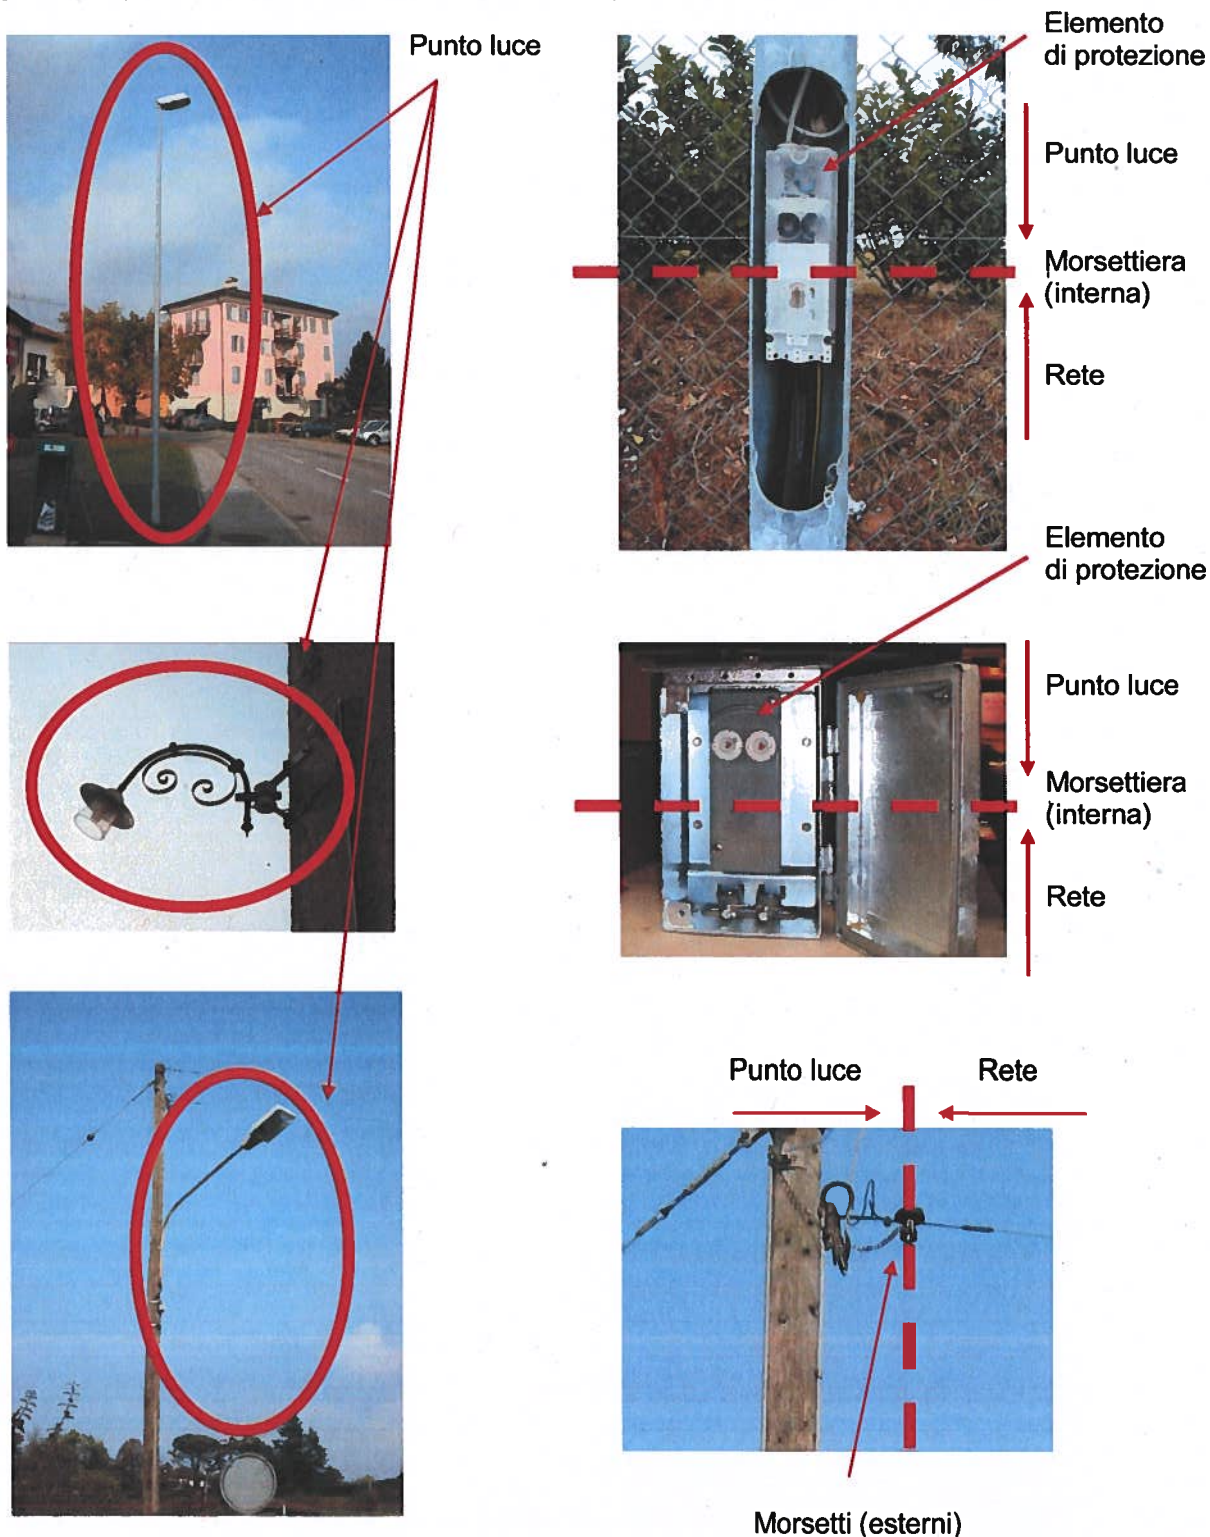 Punto luce
Elemento
di protezione
Punto luce
Morsettiera
(interna)
Rete
Elemento
di protezione
Punto luce
Morsettiera
(interna)
Rete
Punto luce
Rete
Morsetti (esterni)